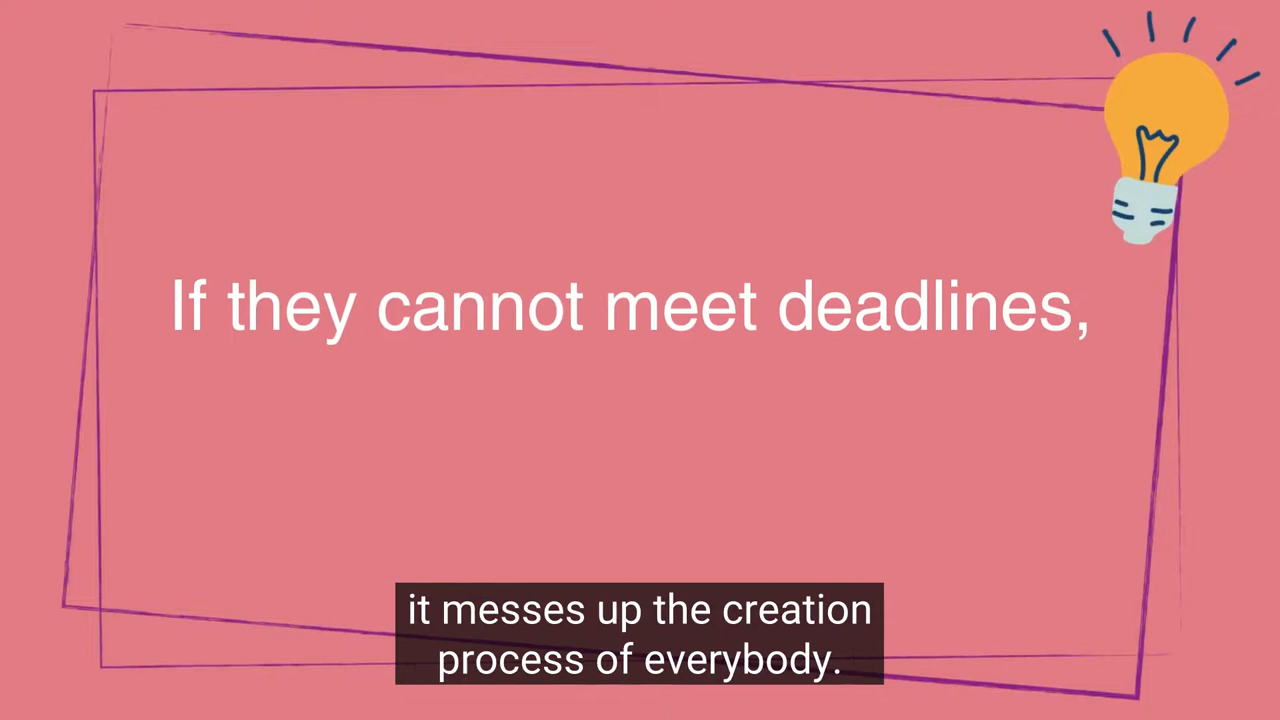 If they cannot meet deadlines,
it messes up the creation
process of everybody.